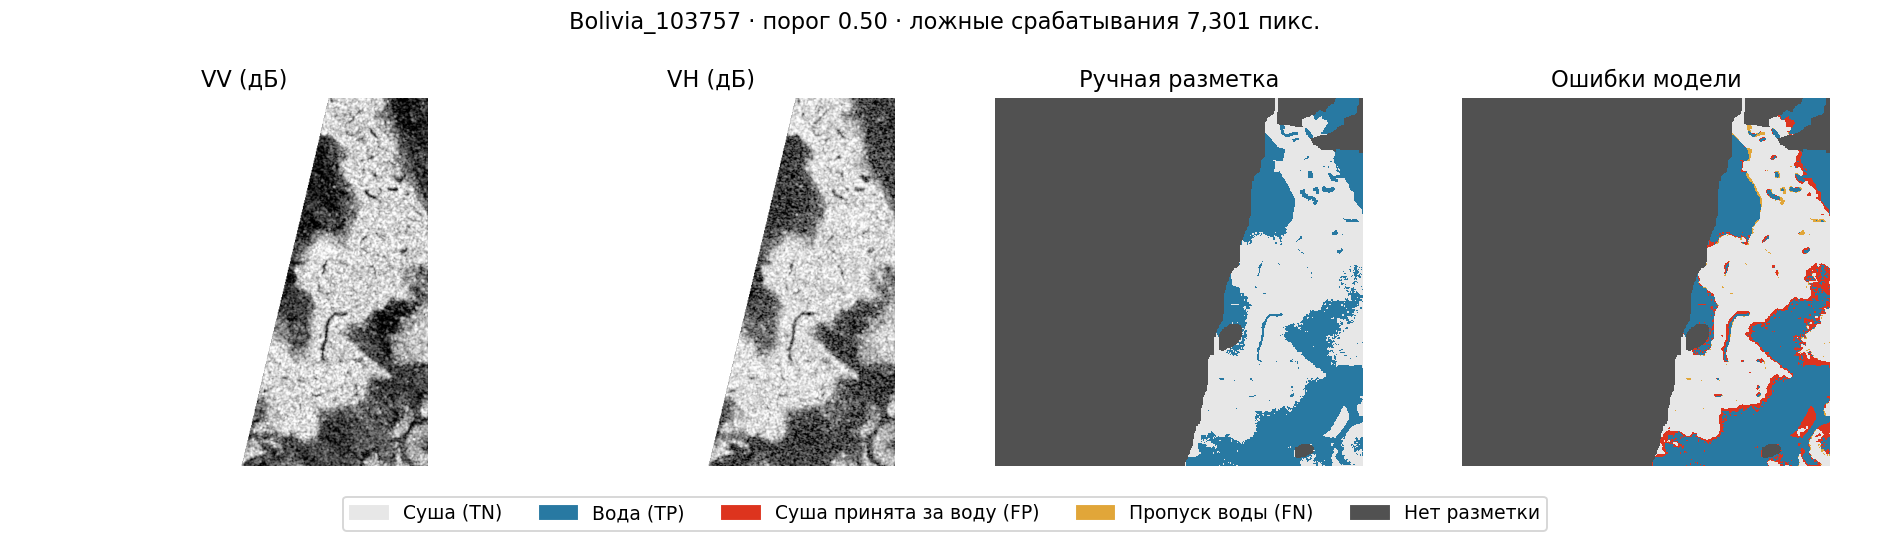 Bolivia_103757 · порог 0.50 · ложные срабатывания 7,301 пикс.
VV (дБ)
VH (дБ)
Ручная разметка
Ошибки модели
Суша (TN)
Вода (TP)
Суша принята за воду (FP)
Пропуск воды (FN)
Нет разметки